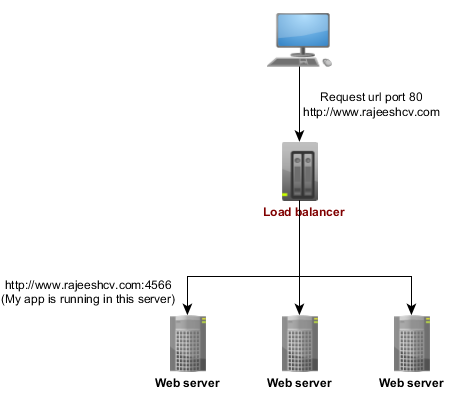 Request url port 80
http://www.rajeeshcv.com
Load balancer
http://www.rajeeshcv.com:4566
(My app is running in this server)
Web server
Web server
Web server